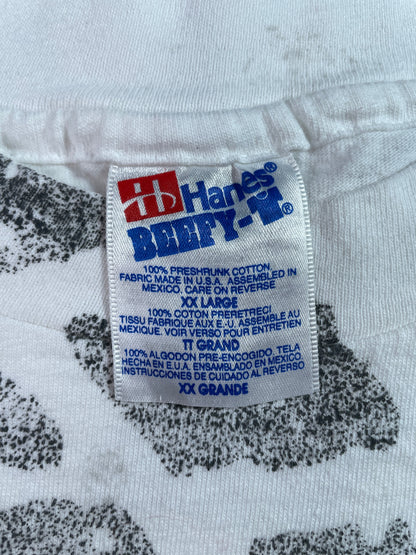 Hanes®
BEEFY-T®
100% PRESHRUNK COTTON
FABRIC MADE IN U.S.A. ASSEMBLED IN
MEXICO. CARE ON REVERSE
XX LARGE
100% COTON PRERETRECI
TISSU FABRIQUE AUX E.-U. ASSEMBLE AU
MEXIQUE. VOIR VERSO POUR ENTRETIEN
TT GRAND
100% ALGODON PRE-ENCOGIDO. TELA
HECHA EN E.U.A. ENSAMBLADO EN MEXICO.
INSTRUCCIONES DE CUIDADO AL REVERSO
XX GRANDE